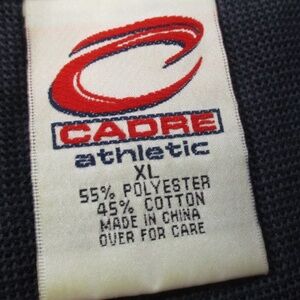 CADRE
athletic
XL
55% POLYESTER
45% COTTON
MADE IN CHINA
OVER FOR CARE